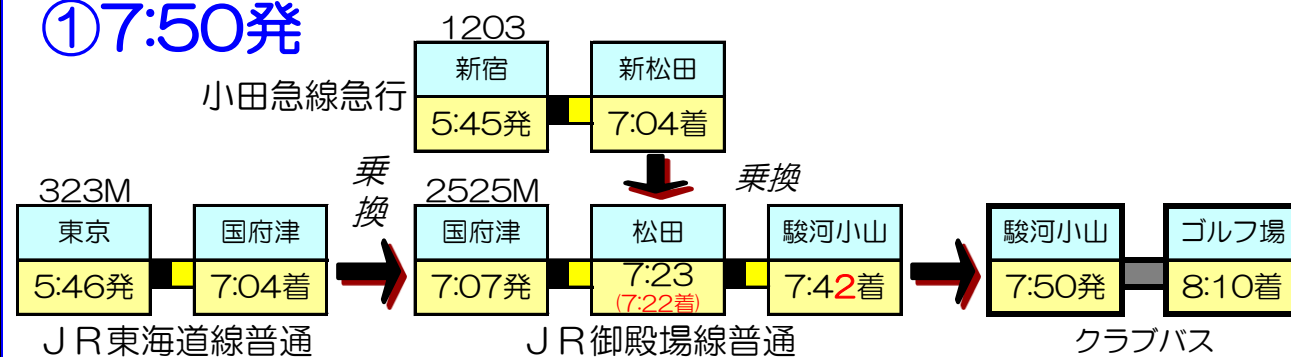 ①7:50発
1203
新宿 新松田
小田急線急行
5:45発 7:04着
乗換
乗換
323M 2525M
東京 国府津 国府津 松田 駿河小山 駿河小山 ゴルフ場
5:46発 7:04着 7:07発 7:23 7:42着 7:50発 8:10着
(7:22着)
JR東海道線普通 JR御殿場線普通 クラブバス